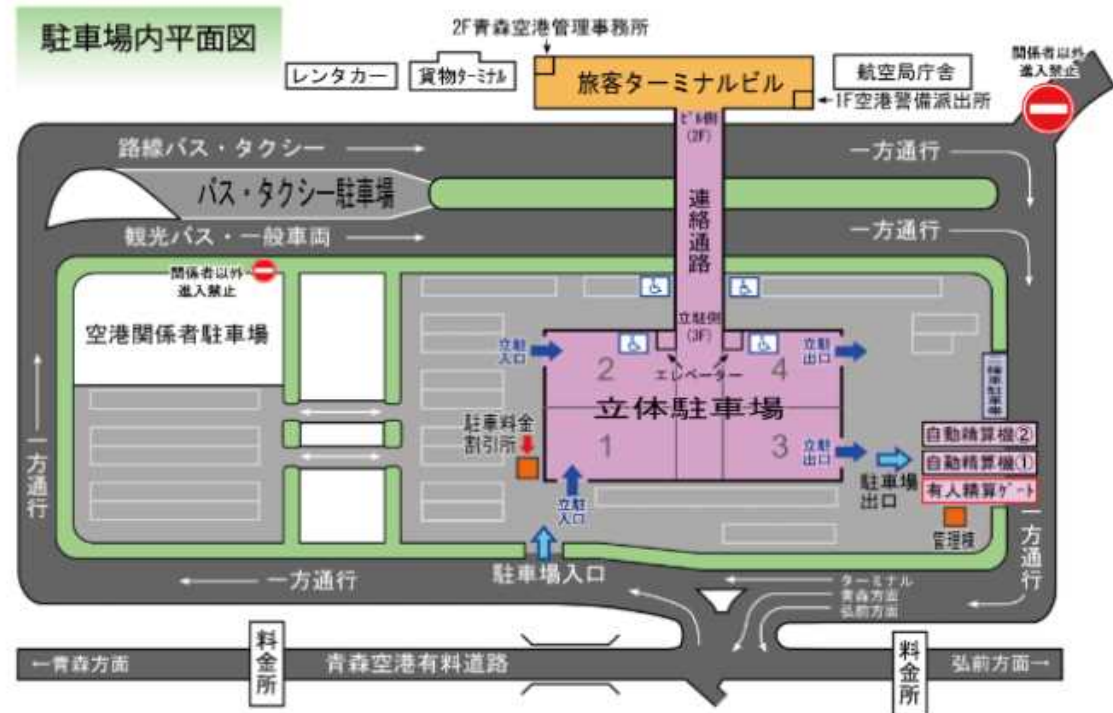 駐車場内平面図
2F青森空港管理事務所
レンタカー
貨物ターミナル
旅客ターミナルビル
航空局庁舎
関係者以外
進入禁止
←1F空港警備派出所
ビル側
(2F)
路線バス・タクシー
一方通行
バス・タクシー駐車場
連絡通路
観光バス・一般車両
一方通行
関係者以外
進入禁止
空港関係者駐車場
立駐側
(3F)
立駐
入口
2
エレベーター
4
立駐
出口
立体駐車場
駐車料金
割引所
1
3
立駐
出口
自動精算機②
自動精算機①
有人精算ゲート
駐車場
出口
立駐
入口
管理棟
一方通行
一方通行
駐車場入口
一方通行
ターミナル
青森方面
弘前方面
料金所
料金所
←青森方面
青森空港有料道路
弘前方面→